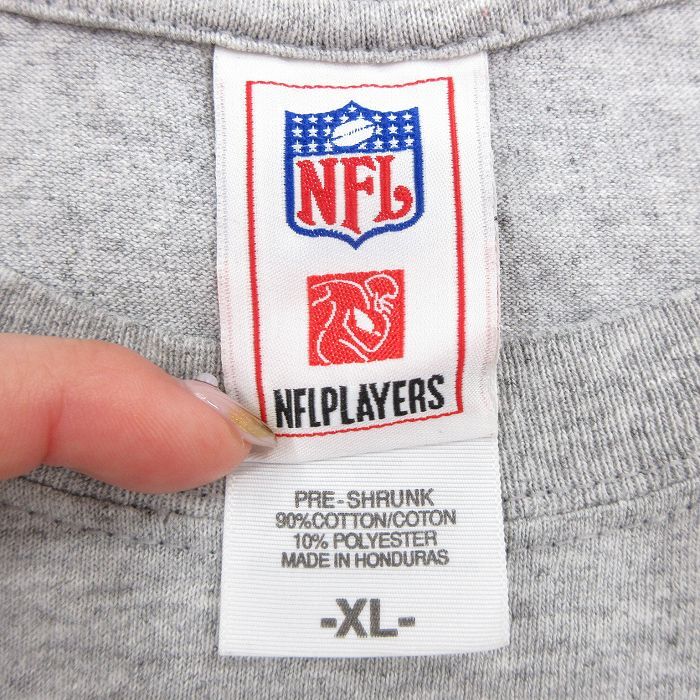 NFL
NFLPLAYERS
PRE-SHRUNK
90%COTTON/COTON
10% POLYESTER
MADE IN HONDURAS
-XL-